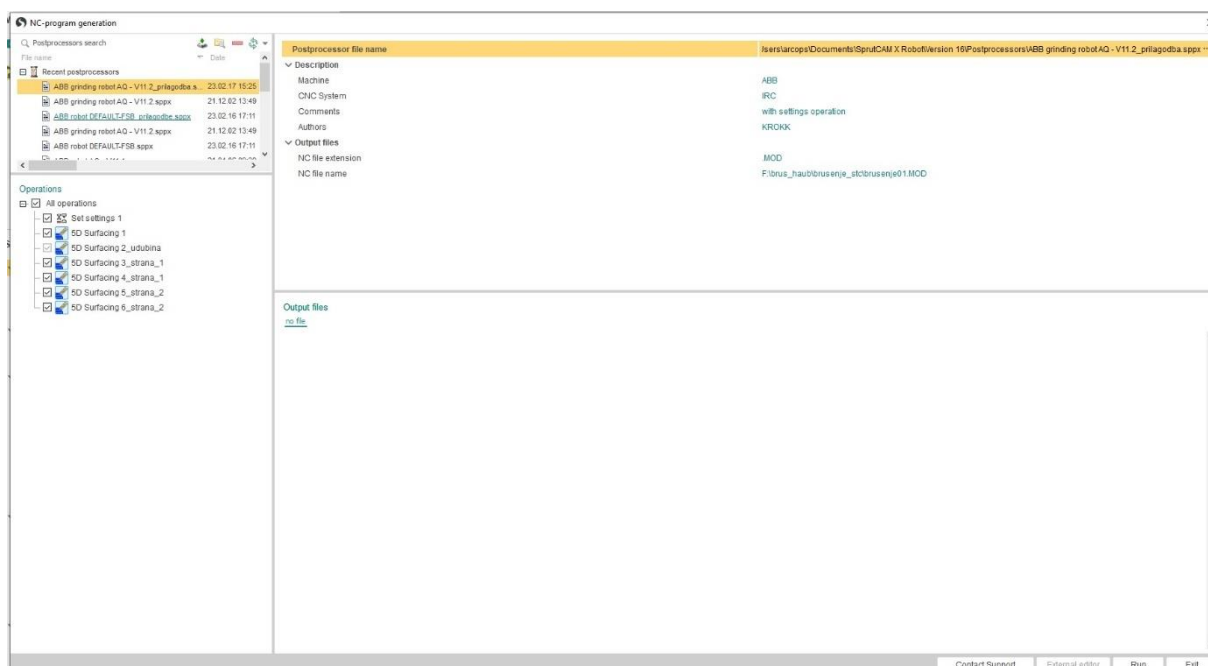 NC-program generation
Postprocessors search
File name Date
Recent postprocessors
ABB grinding robot AQ - V11.2_prilagodba.s... 23.02.17 15:25
ABB grinding robot AQ - V11.2.sppx 21.12.02 13:49
ABB robot DEFAULT-FSB_prilagodbe.sppx 23.02.16 17:11
ABB grinding robot AQ - V11.2.sppx 21.12.02 13:49
ABB robot DEFAULT-FSB.sppx 23.02.16 17:11
Operations
All operations
Set settings 1
5D Surfacing 1
5D Surfacing 2_udubina
5D Surfacing 3_strana_1
5D Surfacing 4_strana_1
5D Surfacing 5_strana_2
5D Surfacing 6_strana_2
Postprocessor file name lsers\arcops\Documents\SprutCAM X Robot\Version 16\Postprocessors\ABB grinding robot AQ - V11.2_prilagodba.sppx ...
Description
Machine ABB
CNC System IRC
Comments with settings operation
Authors KROKK
Output files
NC file extension .MOD
NC file name F:\brus_haub\brusenje_stc\brusenje01.MOD
Output files
no file
Contact Support External editor Run Exit